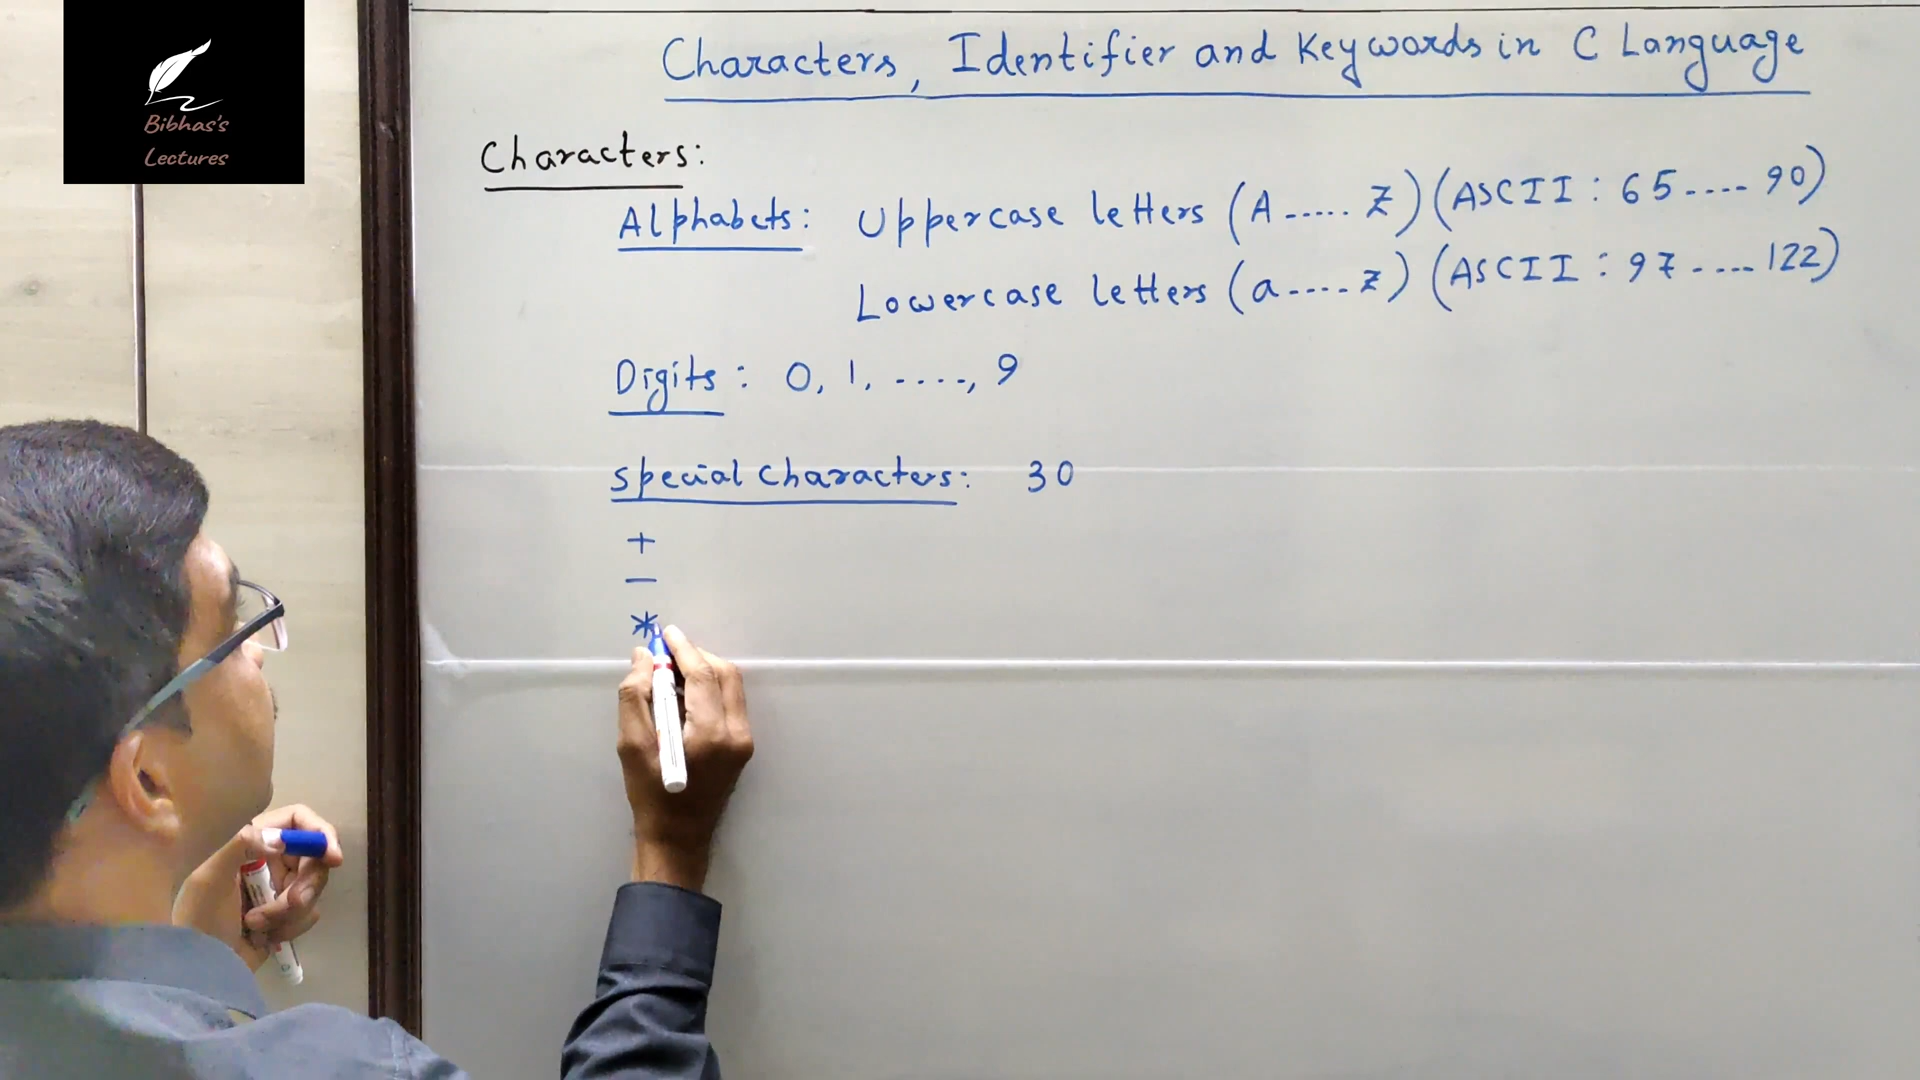 Bibhas's
Lectures
Characters, Identifier and Keywords in C Language
Characters:
Alphabets: Uppercase letters (A ..... Z) (ASCII : 65 .... 90)
Lowercase letters (a .... z) (ASCII : 97 ..... 122)
Digits : 0, 1, ...., 9
Special Characters: 30
+
-
*